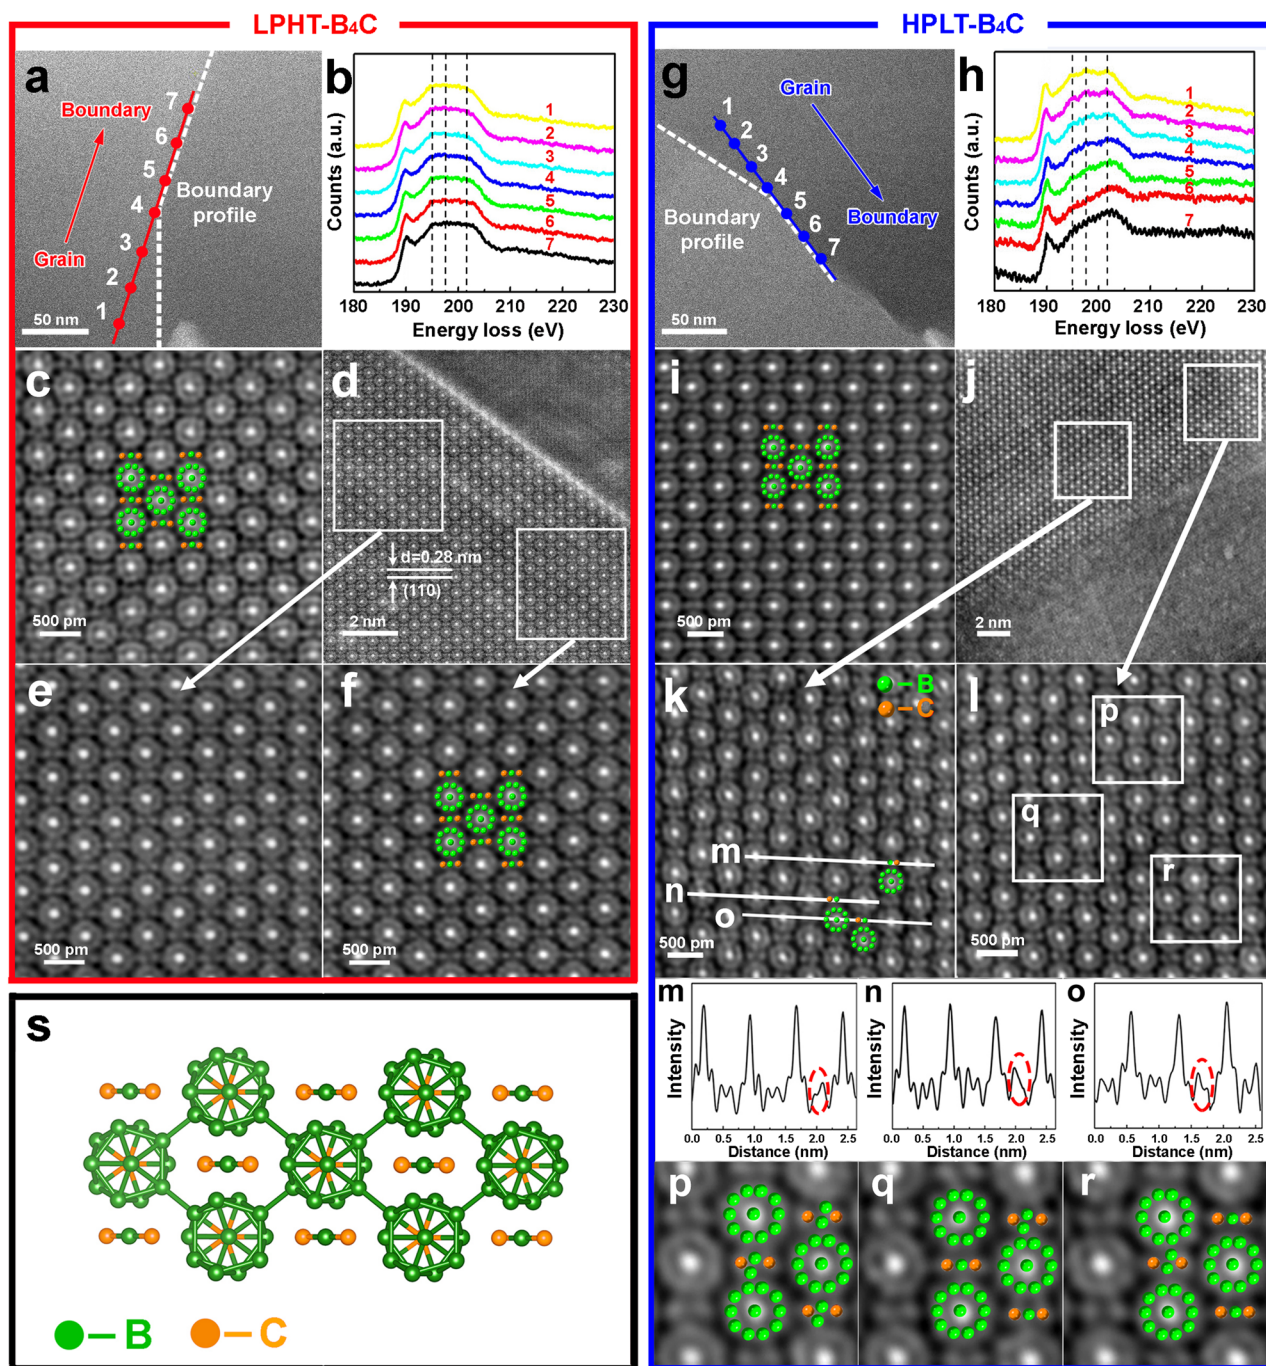 LPHT-B₄C
HPLT-B₄C
a
Boundary
7
6
5
Boundary
profile
4
3
Grain
2
1
50 nm
b
Counts (a.u.)
1
2
3
4
5
6
7
180 190 200 210 220 230
Energy loss (eV)
g
Grain
1
2
3
4
5
6
7
Boundary
Boundary
profile
50 nm
h
Counts (a.u.)
1
2
3
4
5
6
7
180 190 200 210 220 230
Energy loss (eV)
c
500 pm
d
d=0.28 nm
(110)
2 nm
i
500 pm
j
2 nm
e
500 pm
f
500 pm
k
B
C
m
n
o
500 pm
l
p
q
r
500 pm
m
Intensity
0.0 0.5 1.0 1.5 2.0 2.5
Distance (nm)
n
Intensity
0.0 0.5 1.0 1.5 2.0 2.5
Distance (nm)
o
Intensity
0.0 0.5 1.0 1.5 2.0 2.5
Distance (nm)
s
B
C
p
q
r